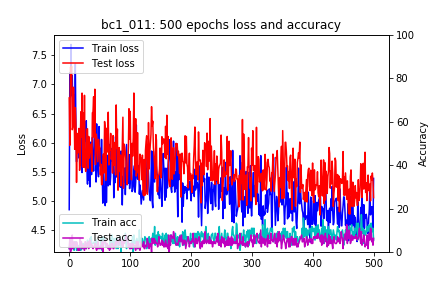 bc1_011: 500 epochs loss and accuracy
Train loss
Test loss
Train acc
Test acc
Loss
7.5
7.0
6.5
6.0
5.5
5.0
4.5
Accuracy
100
80
60
40
20
0
0
100
200
300
400
500